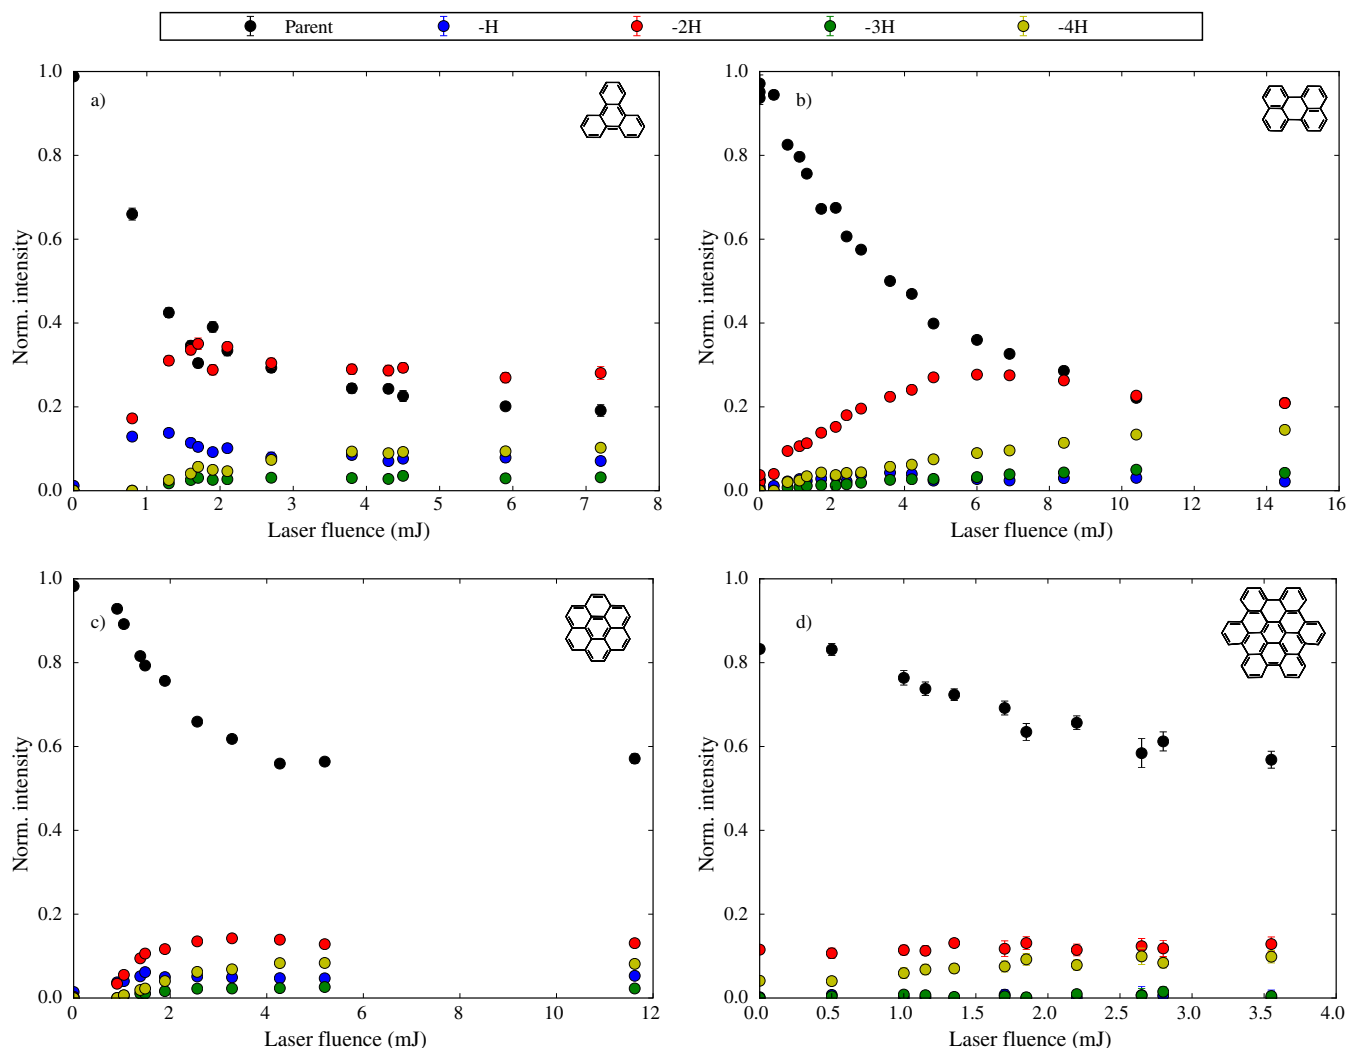 Parent -H -2H -3H -4H
a)
Norm. intensity
1.0
0.8
0.6
0.4
0.2
0.0
0 1 2 3 4 5 6 7 8
Laser fluence (mJ)
b)
Norm. intensity
1.0
0.8
0.6
0.4
0.2
0.0
0 2 4 6 8 10 12 14 16
Laser fluence (mJ)
c)
Norm. intensity
1.0
0.8
0.6
0.4
0.2
0.0
0 2 4 6 8 10 12
Laser fluence (mJ)
d)
Norm. intensity
1.0
0.8
0.6
0.4
0.2
0.0
0.0 0.5 1.0 1.5 2.0 2.5 3.0 3.5 4.0
Laser fluence (mJ)